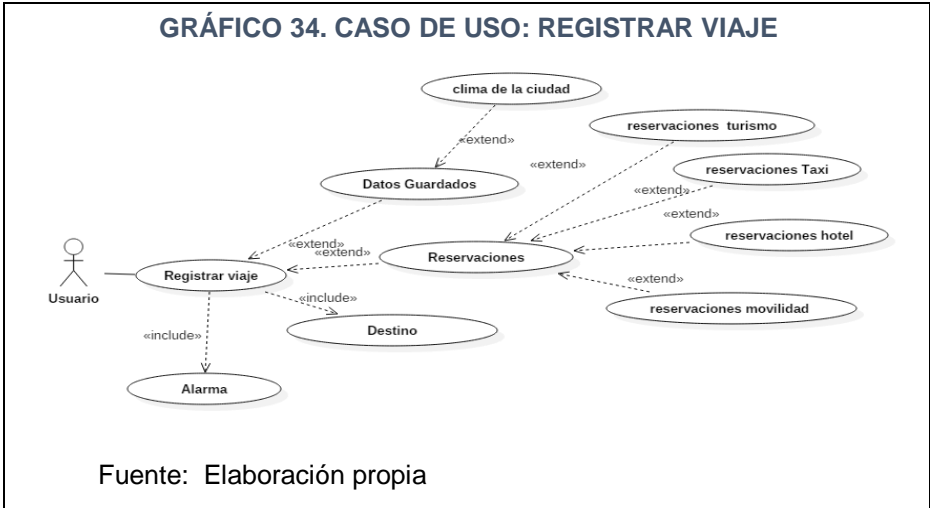 GRÁFICO 34. CASO DE USO: REGISTRAR VIAJE
clima de la ciudad
«extend»
reservaciones turismo
«extend»
Datos Guardados
reservaciones Taxi
«extend»
«extend»
reservaciones hotel
«extend»
«extend»
Reservaciones
Usuario
Registrar viaje
«extend»
reservaciones movilidad
«include»
Destino
«include»
Alarma
Fuente: Elaboración propia